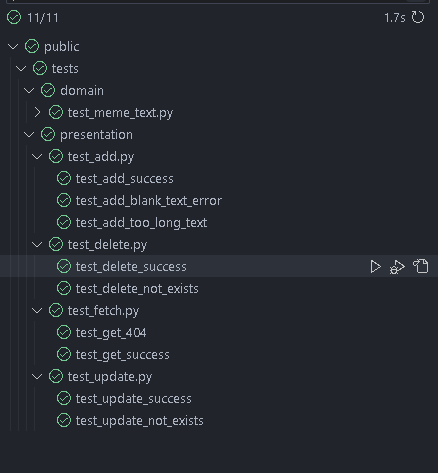 11/11 1.7s
public
tests
domain
test_meme_text.py
presentation
test_add.py
test_add_success
test_add_blank_text_error
test_add_too_long_text
test_delete.py
test_delete_success
test_delete_not_exists
test_fetch.py
test_get_404
test_get_success
test_update.py
test_update_success
test_update_not_exists